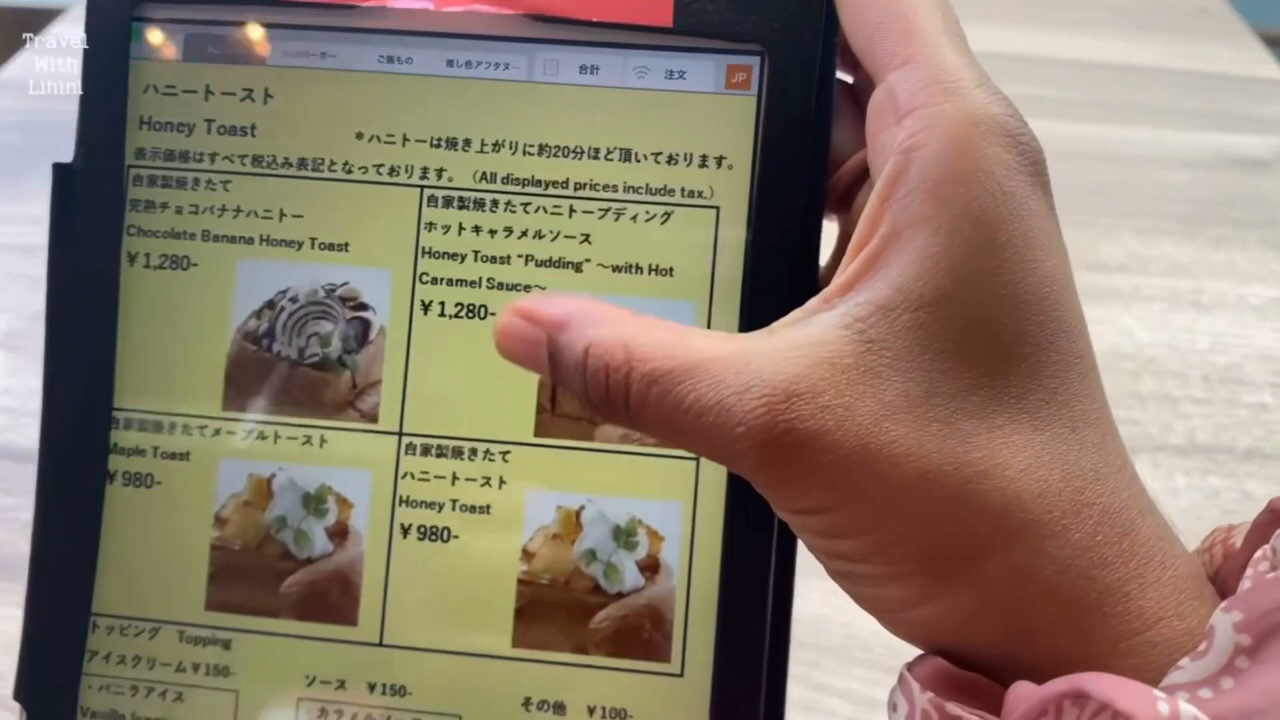 Travel
With
Lihini
ご飯もの
推し色アフタヌ…
合計
注文
JP
ハニートースト
Honey Toast
*ハニトーは焼き上がりに約20分ほど頂いております。
表示価格はすべて税込み表記となっております。（All displayed prices include tax.）
自家製焼きたて
完熟チョコバナナハニトー
Chocolate Banana Honey Toast
￥1,280-
自家製焼きたてハニトープディング
ホットキャラメルソース
Honey Toast “Pudding” ～with Hot
Caramel Sauce～
￥1,280-
自家製焼きたてメープルトースト
Maple Toast
￥980-
自家製焼きたて
ハニートースト
Honey Toast
￥980-
トッピング Topping
アイスクリーム￥150-
・バニラアイス
Vanilla
ソース ￥150-
その他 ￥100-